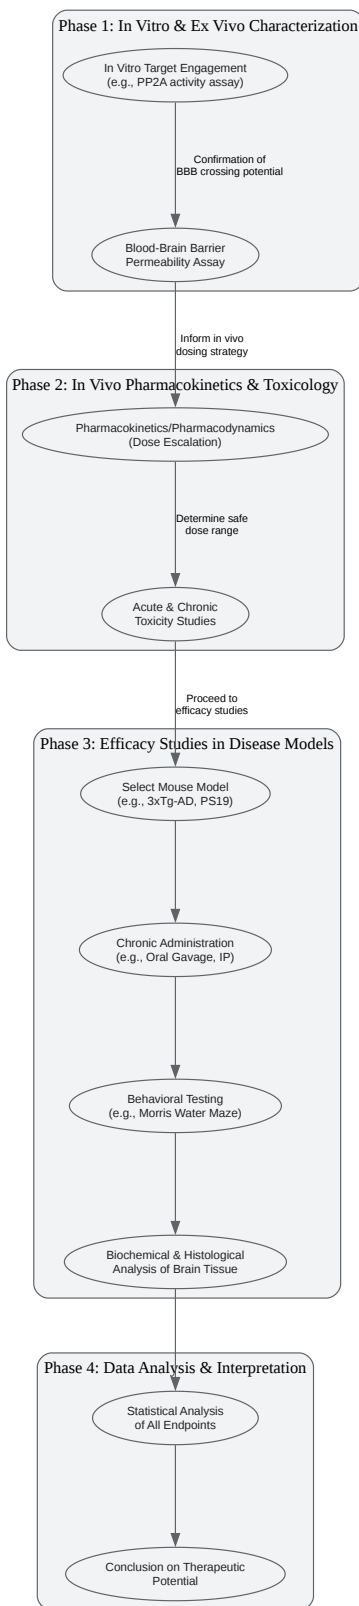 Phase 1: In Vitro & Ex Vivo Characterization
In Vitro Target Engagement
(e.g., PP2A activity assay)
Confirmation of
BBB crossing potential
Blood-Brain Barrier
Permeability Assay
Inform in vivo
dosing strategy
Phase 2: In Vivo Pharmacokinetics & Toxicology
Pharmacokinetics/Pharmacodynamics
(Dose Escalation)
Determine safe
dose range
Acute & Chronic
Toxicity Studies
Proceed to
efficacy studies
Phase 3: Efficacy Studies in Disease Models
Select Mouse Model
(e.g., 3xTg-AD, PS19)
Chronic Administration
(e.g., Oral Gavage, IP)
Behavioral Testing
(e.g., Morris Water Maze)
Biochemical & Histological
Analysis of Brain Tissue
Phase 4: Data Analysis & Interpretation
Statistical Analysis
of All Endpoints
Conclusion on Therapeutic
Potential